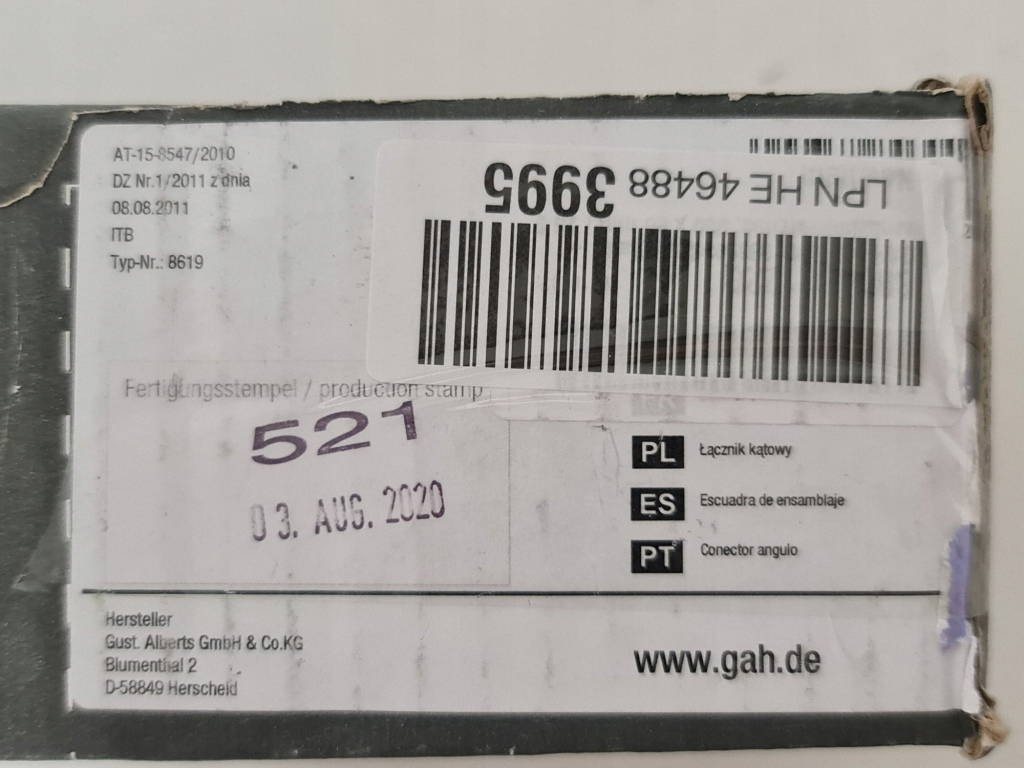 AT-15-8547/2010
DZ Nr.1/2011 z dnia
08.08.2011
ITB
Typ-Nr.: 8619
LPN HE 46488 3995
Fertigungsstempel / production stamp
521
03. AUG. 2020
PL Łącznik kątowy
ES Escuadra de ensamblaje
PT Conector angulo
Hersteller
Gust. Alberts GmbH & Co.KG
Blumenthal 2
D-58849 Herscheid
www.gah.de